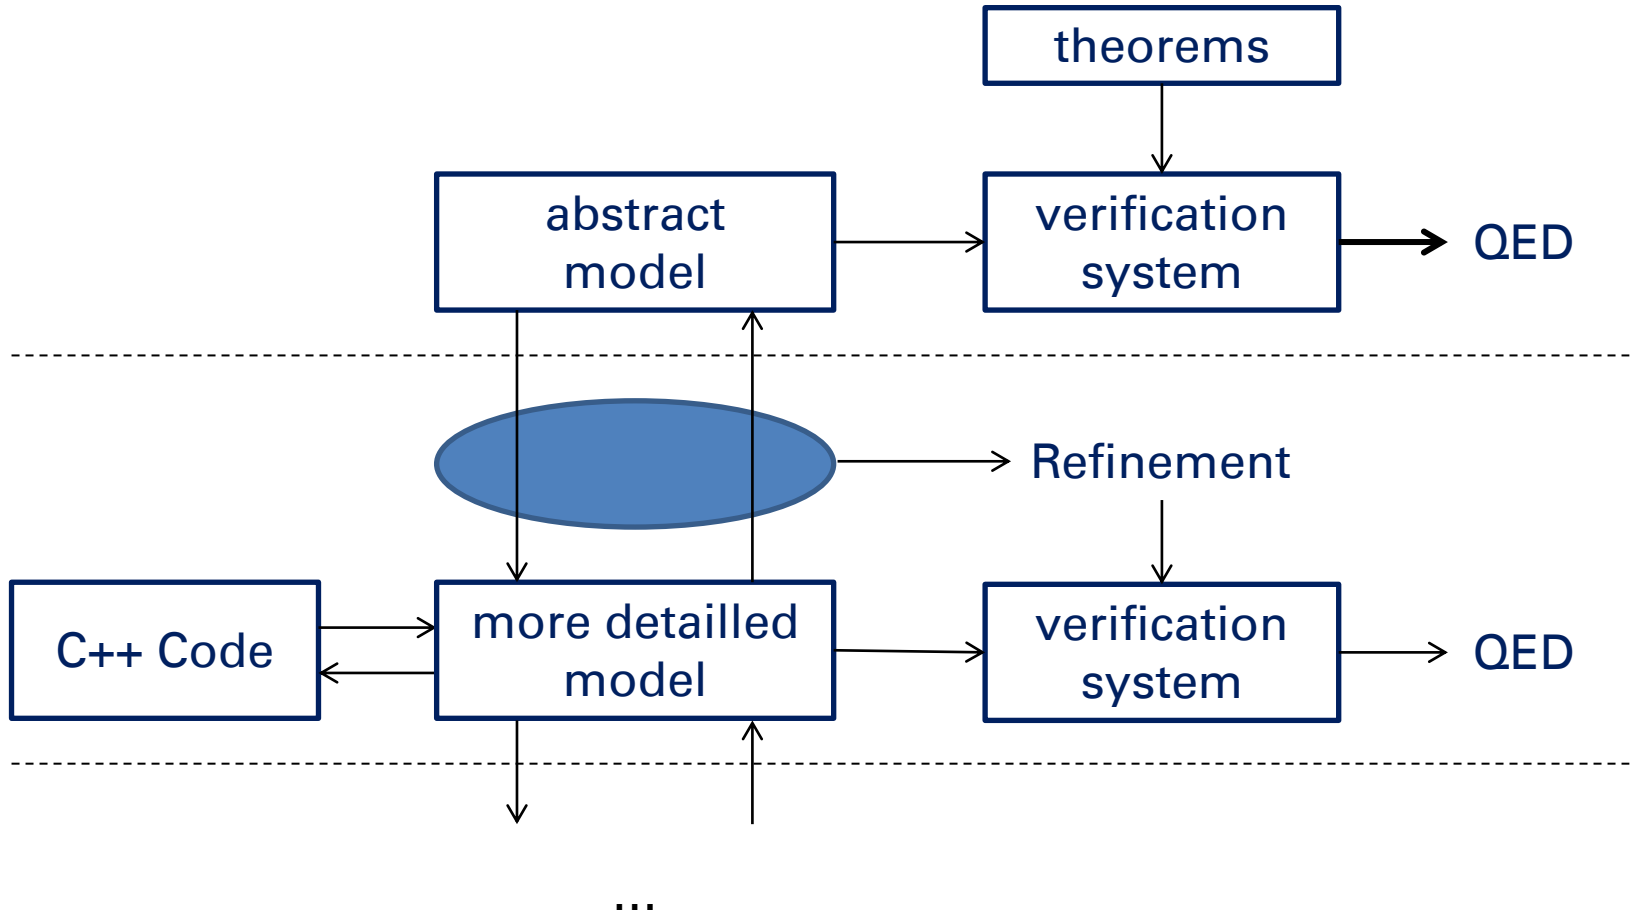 theorems
abstract
model
verification
system
QED
Refinement
C++ Code
more detailled
model
verification
system
QED
...